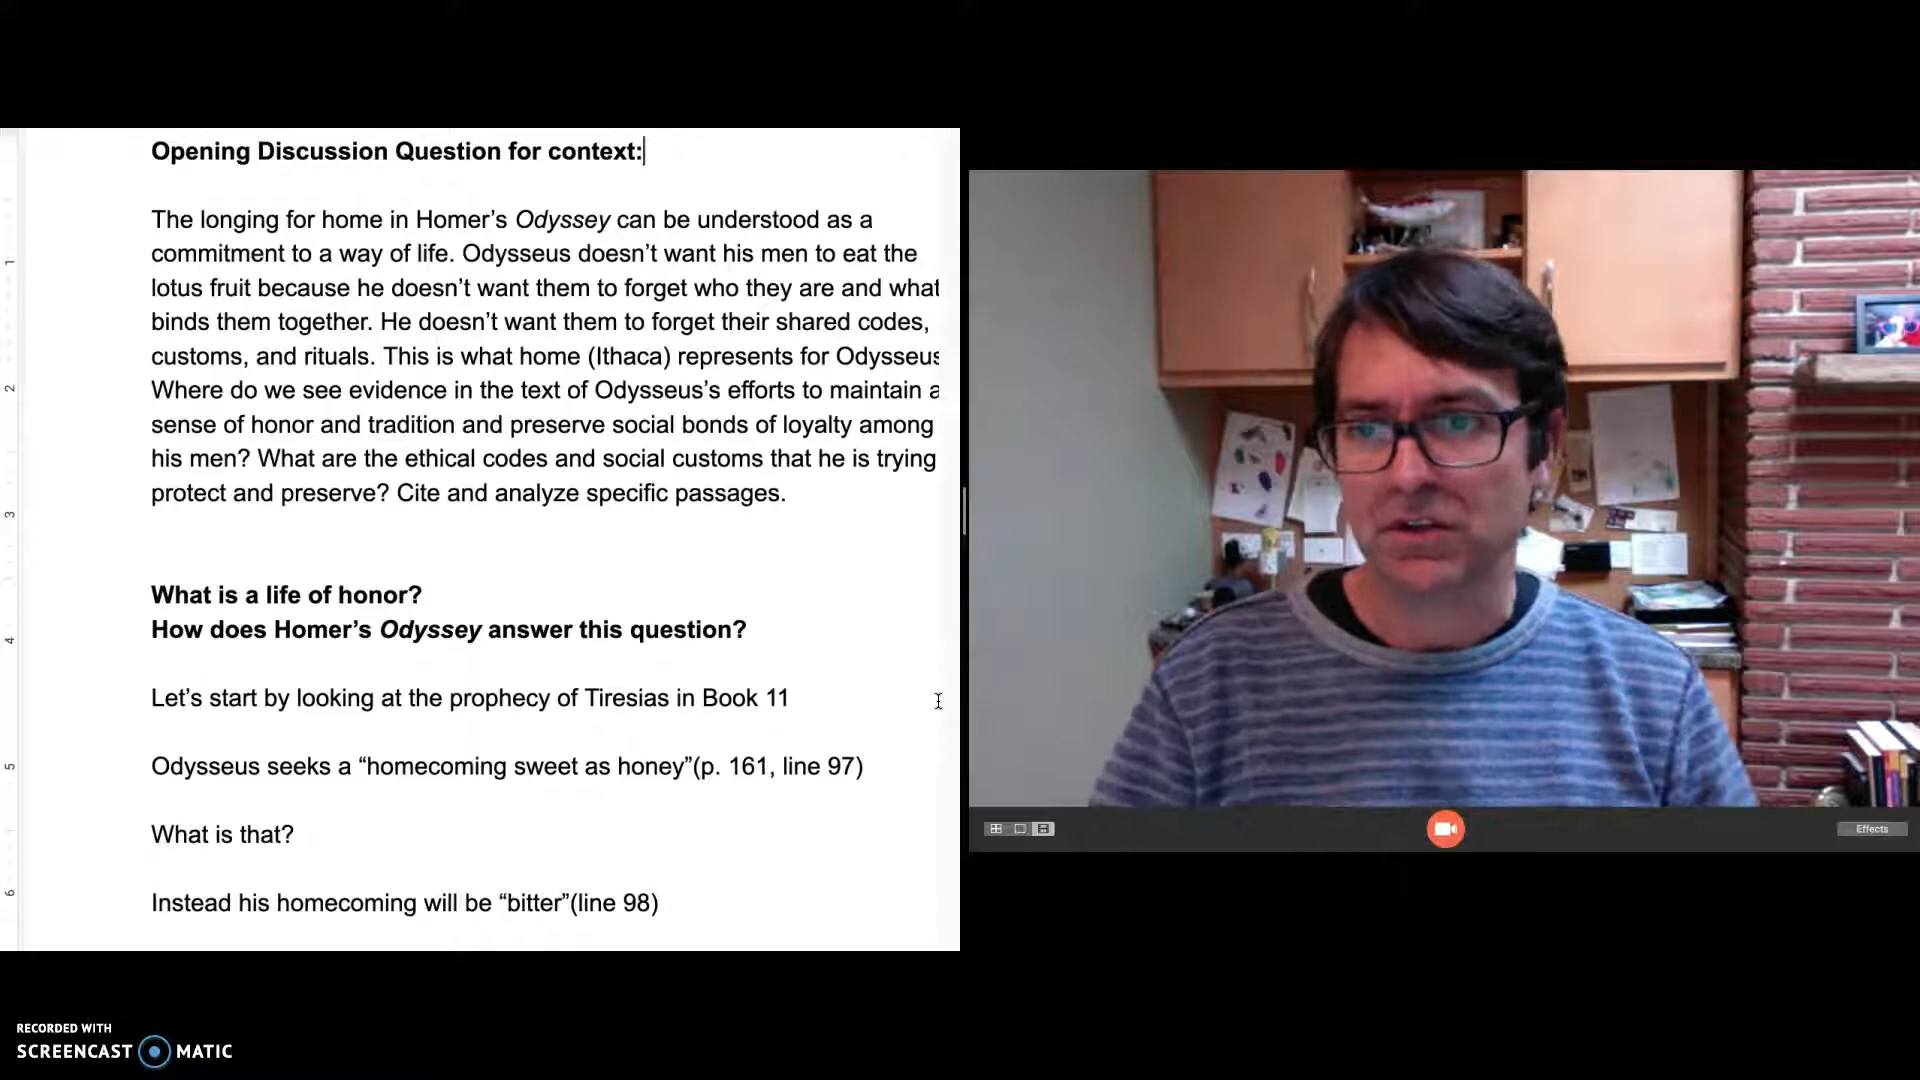 Opening Discussion Question for context:
The longing for home in Homer’s Odyssey can be understood as a
commitment to a way of life. Odysseus doesn’t want his men to eat the
lotus fruit because he doesn’t want them to forget who they are and what
binds them together. He doesn’t want them to forget their shared codes,
customs, and rituals. This is what home (Ithaca) represents for Odysseus
Where do we see evidence in the text of Odysseus’s efforts to maintain a
sense of honor and tradition and preserve social bonds of loyalty among
his men? What are the ethical codes and social customs that he is trying
protect and preserve? Cite and analyze specific passages.
What is a life of honor?
How does Homer’s Odyssey answer this question?
Let’s start by looking at the prophecy of Tiresias in Book 11
Odysseus seeks a “homecoming sweet as honey”(p. 161, line 97)
What is that?
Instead his homecoming will be “bitter”(line 98)
1
2
3
4
5
6
Effects
RECORDED WITH
SCREENCAST MATIC